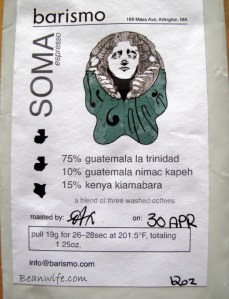 barismo
169 Mass Ave, Arlington, MA
SOMA
espresso
75% guatemala la trinidad
10% guatemala nimac kapeh
15% kenya kiamabara
a blend of three washed coffees
roasted by: on: 30 APR
pull 19g for 26-28sec at 201.5°F, totaling
1.25oz.
info@barismo.com
12oz
Beanwife.com